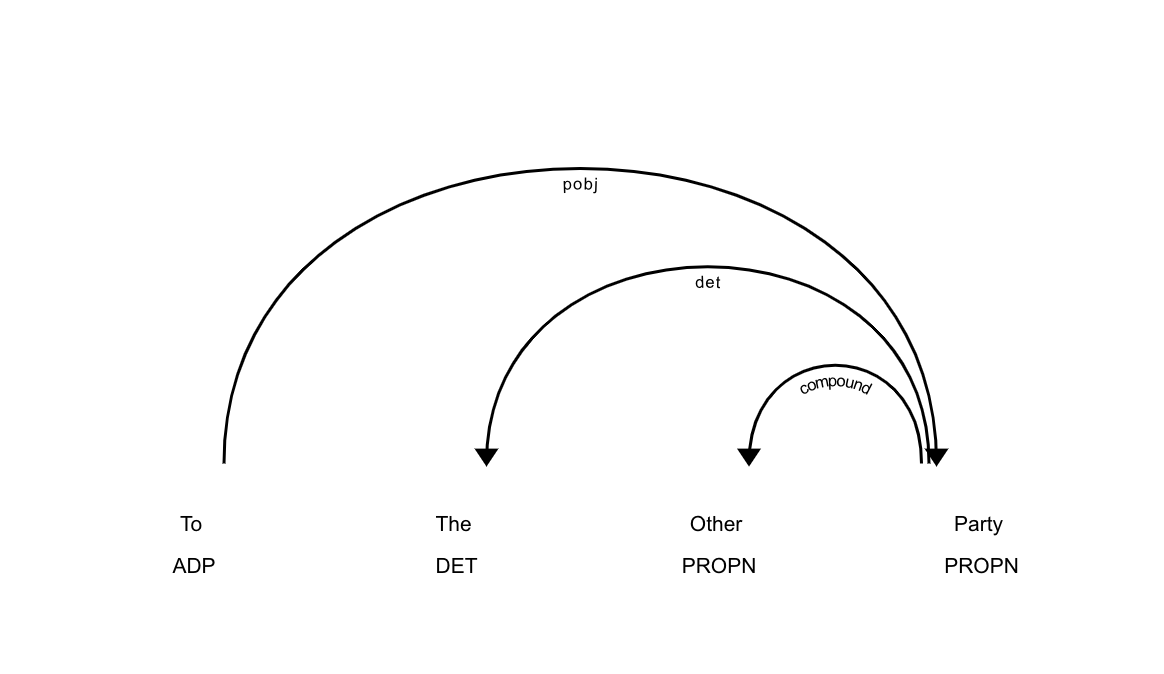 pobj
det
compound
To The Other Party
ADP DET PROPN PROPN